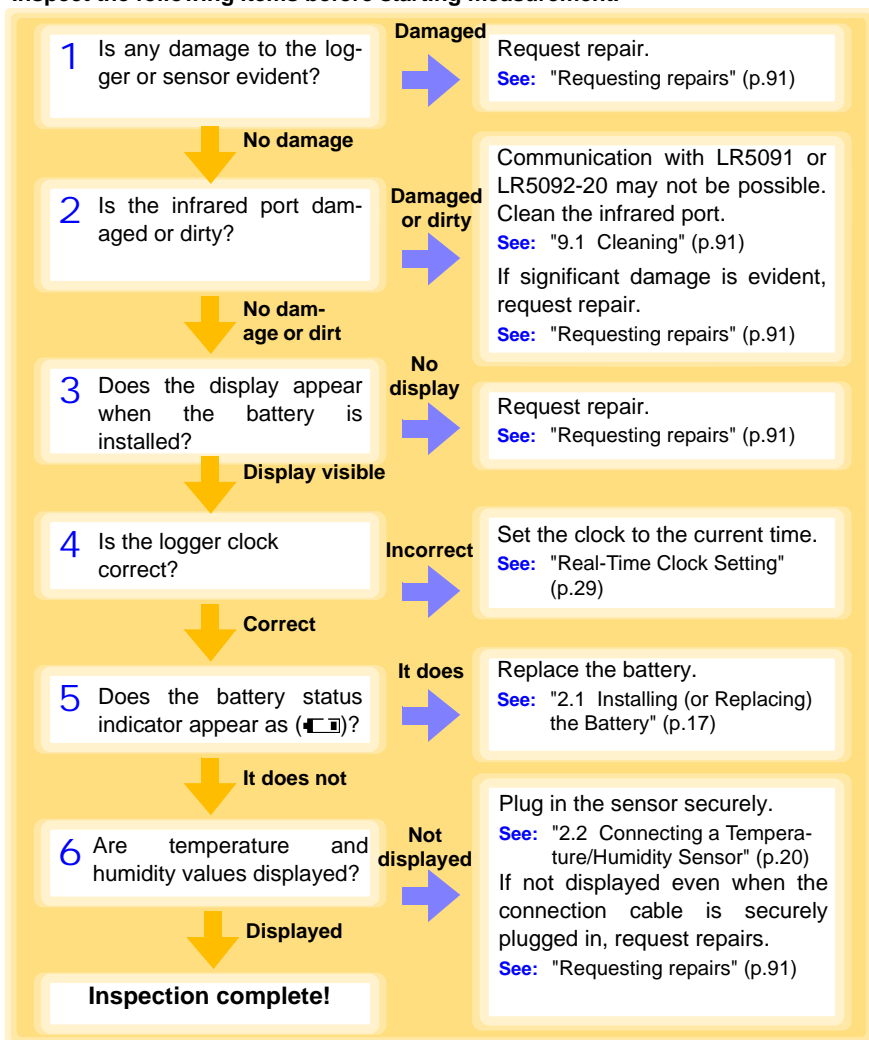 Inspect the following items before starting measurement.
1 Is any damage to the log-
ger or sensor evident?
Damaged
Request repair.
See: "Requesting repairs" (p.91)
No damage
2 Is the infrared port dam-
aged or dirty?
Damaged
or dirty
Communication with LR5091 or
LR5092-20 may not be possible.
Clean the infrared port.
See: "9.1 Cleaning" (p.91)
If significant damage is evident,
request repair.
See: "Requesting repairs" (p.91)
No dam-
age or dirt
3 Does the display appear
when the battery is
installed?
No
display
Request repair.
See: "Requesting repairs" (p.91)
Display visible
4 Is the logger clock
correct?
Incorrect
Set the clock to the current time.
See: "Real-Time Clock Setting"
(p.29)
Correct
5 Does the battery status
indicator appear as ( )?
It does
Replace the battery.
See: "2.1 Installing (or Replacing)
the Battery" (p.17)
It does not
6 Are temperature and
humidity values displayed?
Not
displayed
Plug in the sensor securely.
See: "2.2 Connecting a Tempera-
ture/Humidity Sensor" (p.20)
If not displayed even when the
connection cable is securely
plugged in, request repairs.
See: "Requesting repairs" (p.91)
Displayed
Inspection complete!